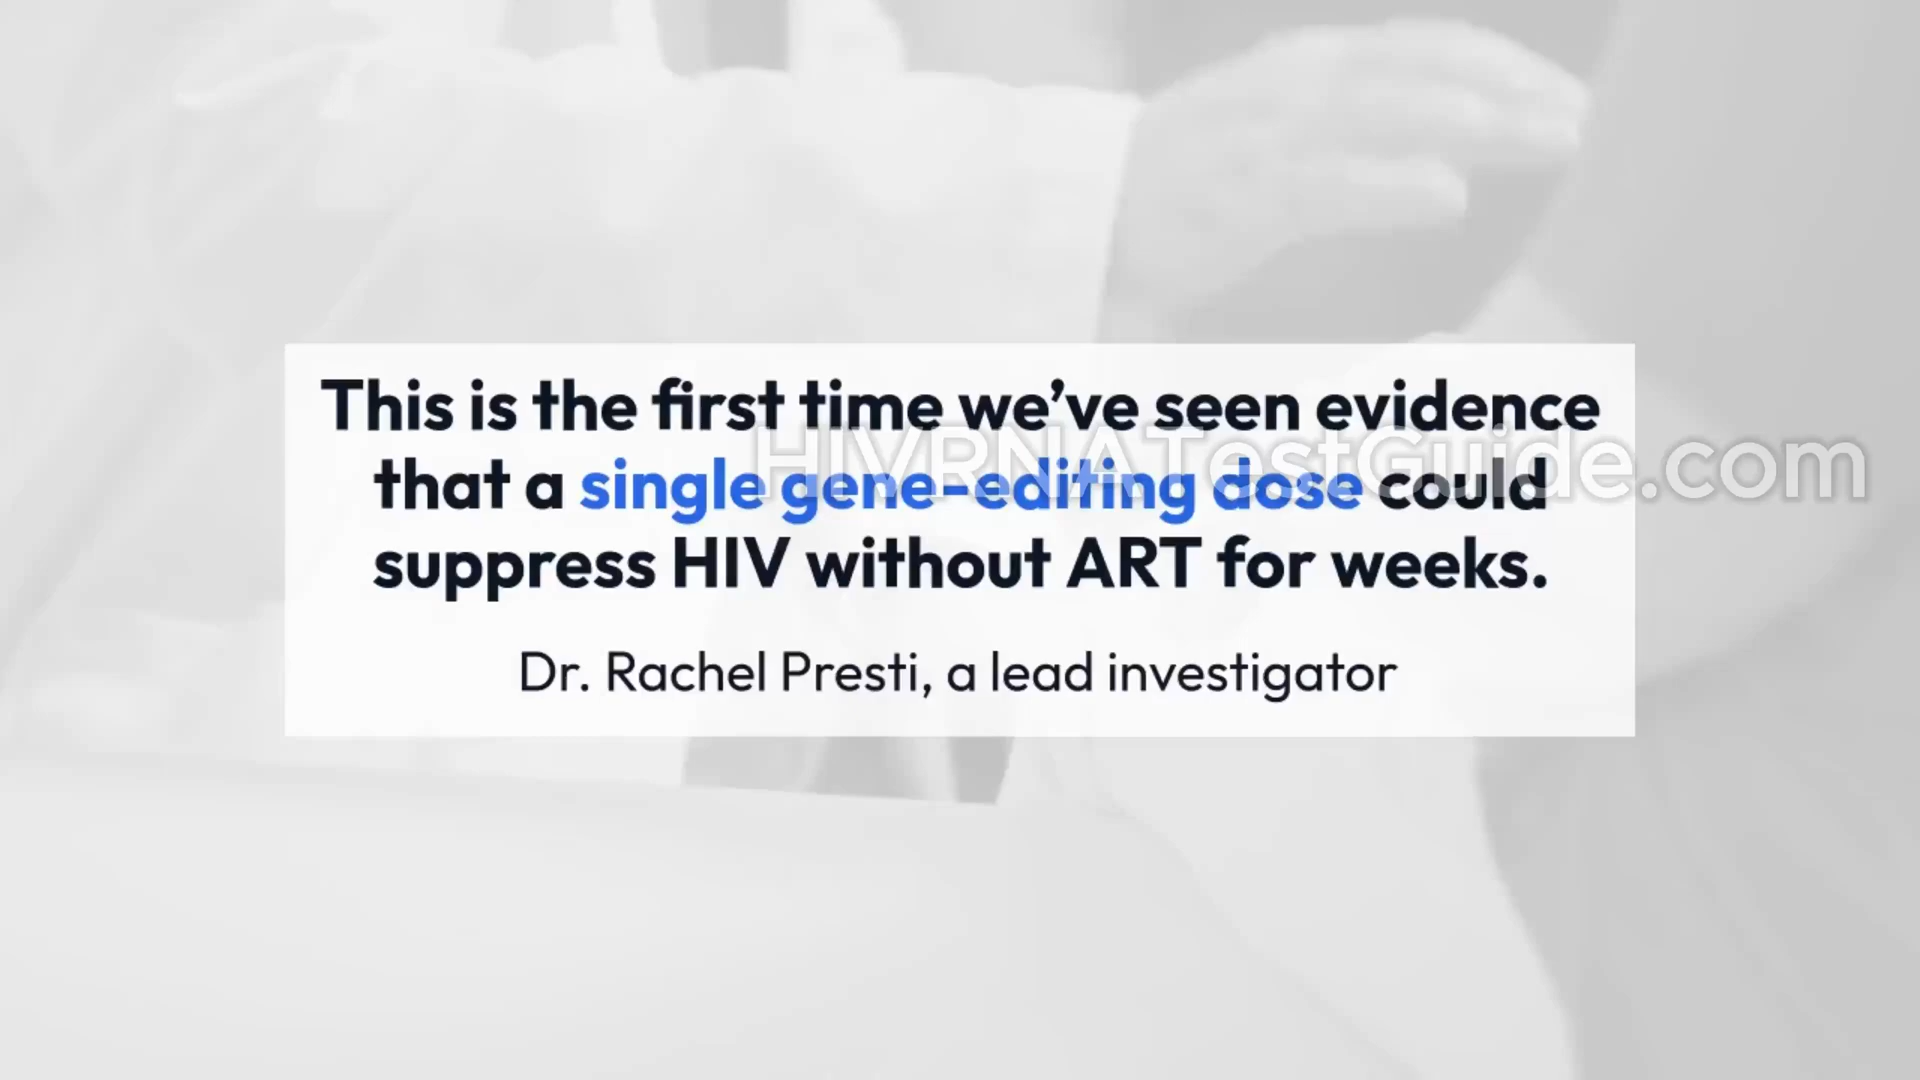 This is the first time we’ve seen evidence
that a single gene-editing dose could
suppress HIV without ART for weeks.
Dr. Rachel Presti, a lead investigator
HIVRNATestGuide.com